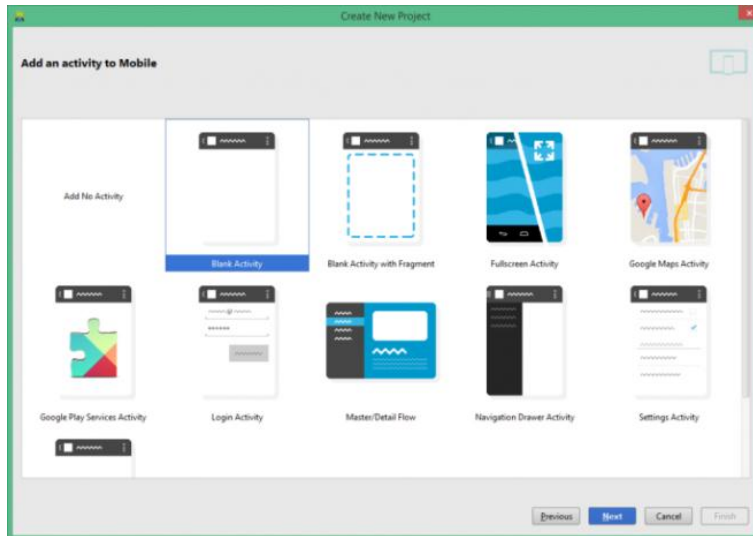 Create New Project
Add an activity to Mobile
Add No Activity
Blank Activity
Blank Activity with Fragment
Fullscreen Activity
Google Maps Activity
Google Play Services Activity
Login Activity
Master/Detail Flow
Navigation Drawer Activity
Settings Activity
Previous
Next
Cancel
Finish